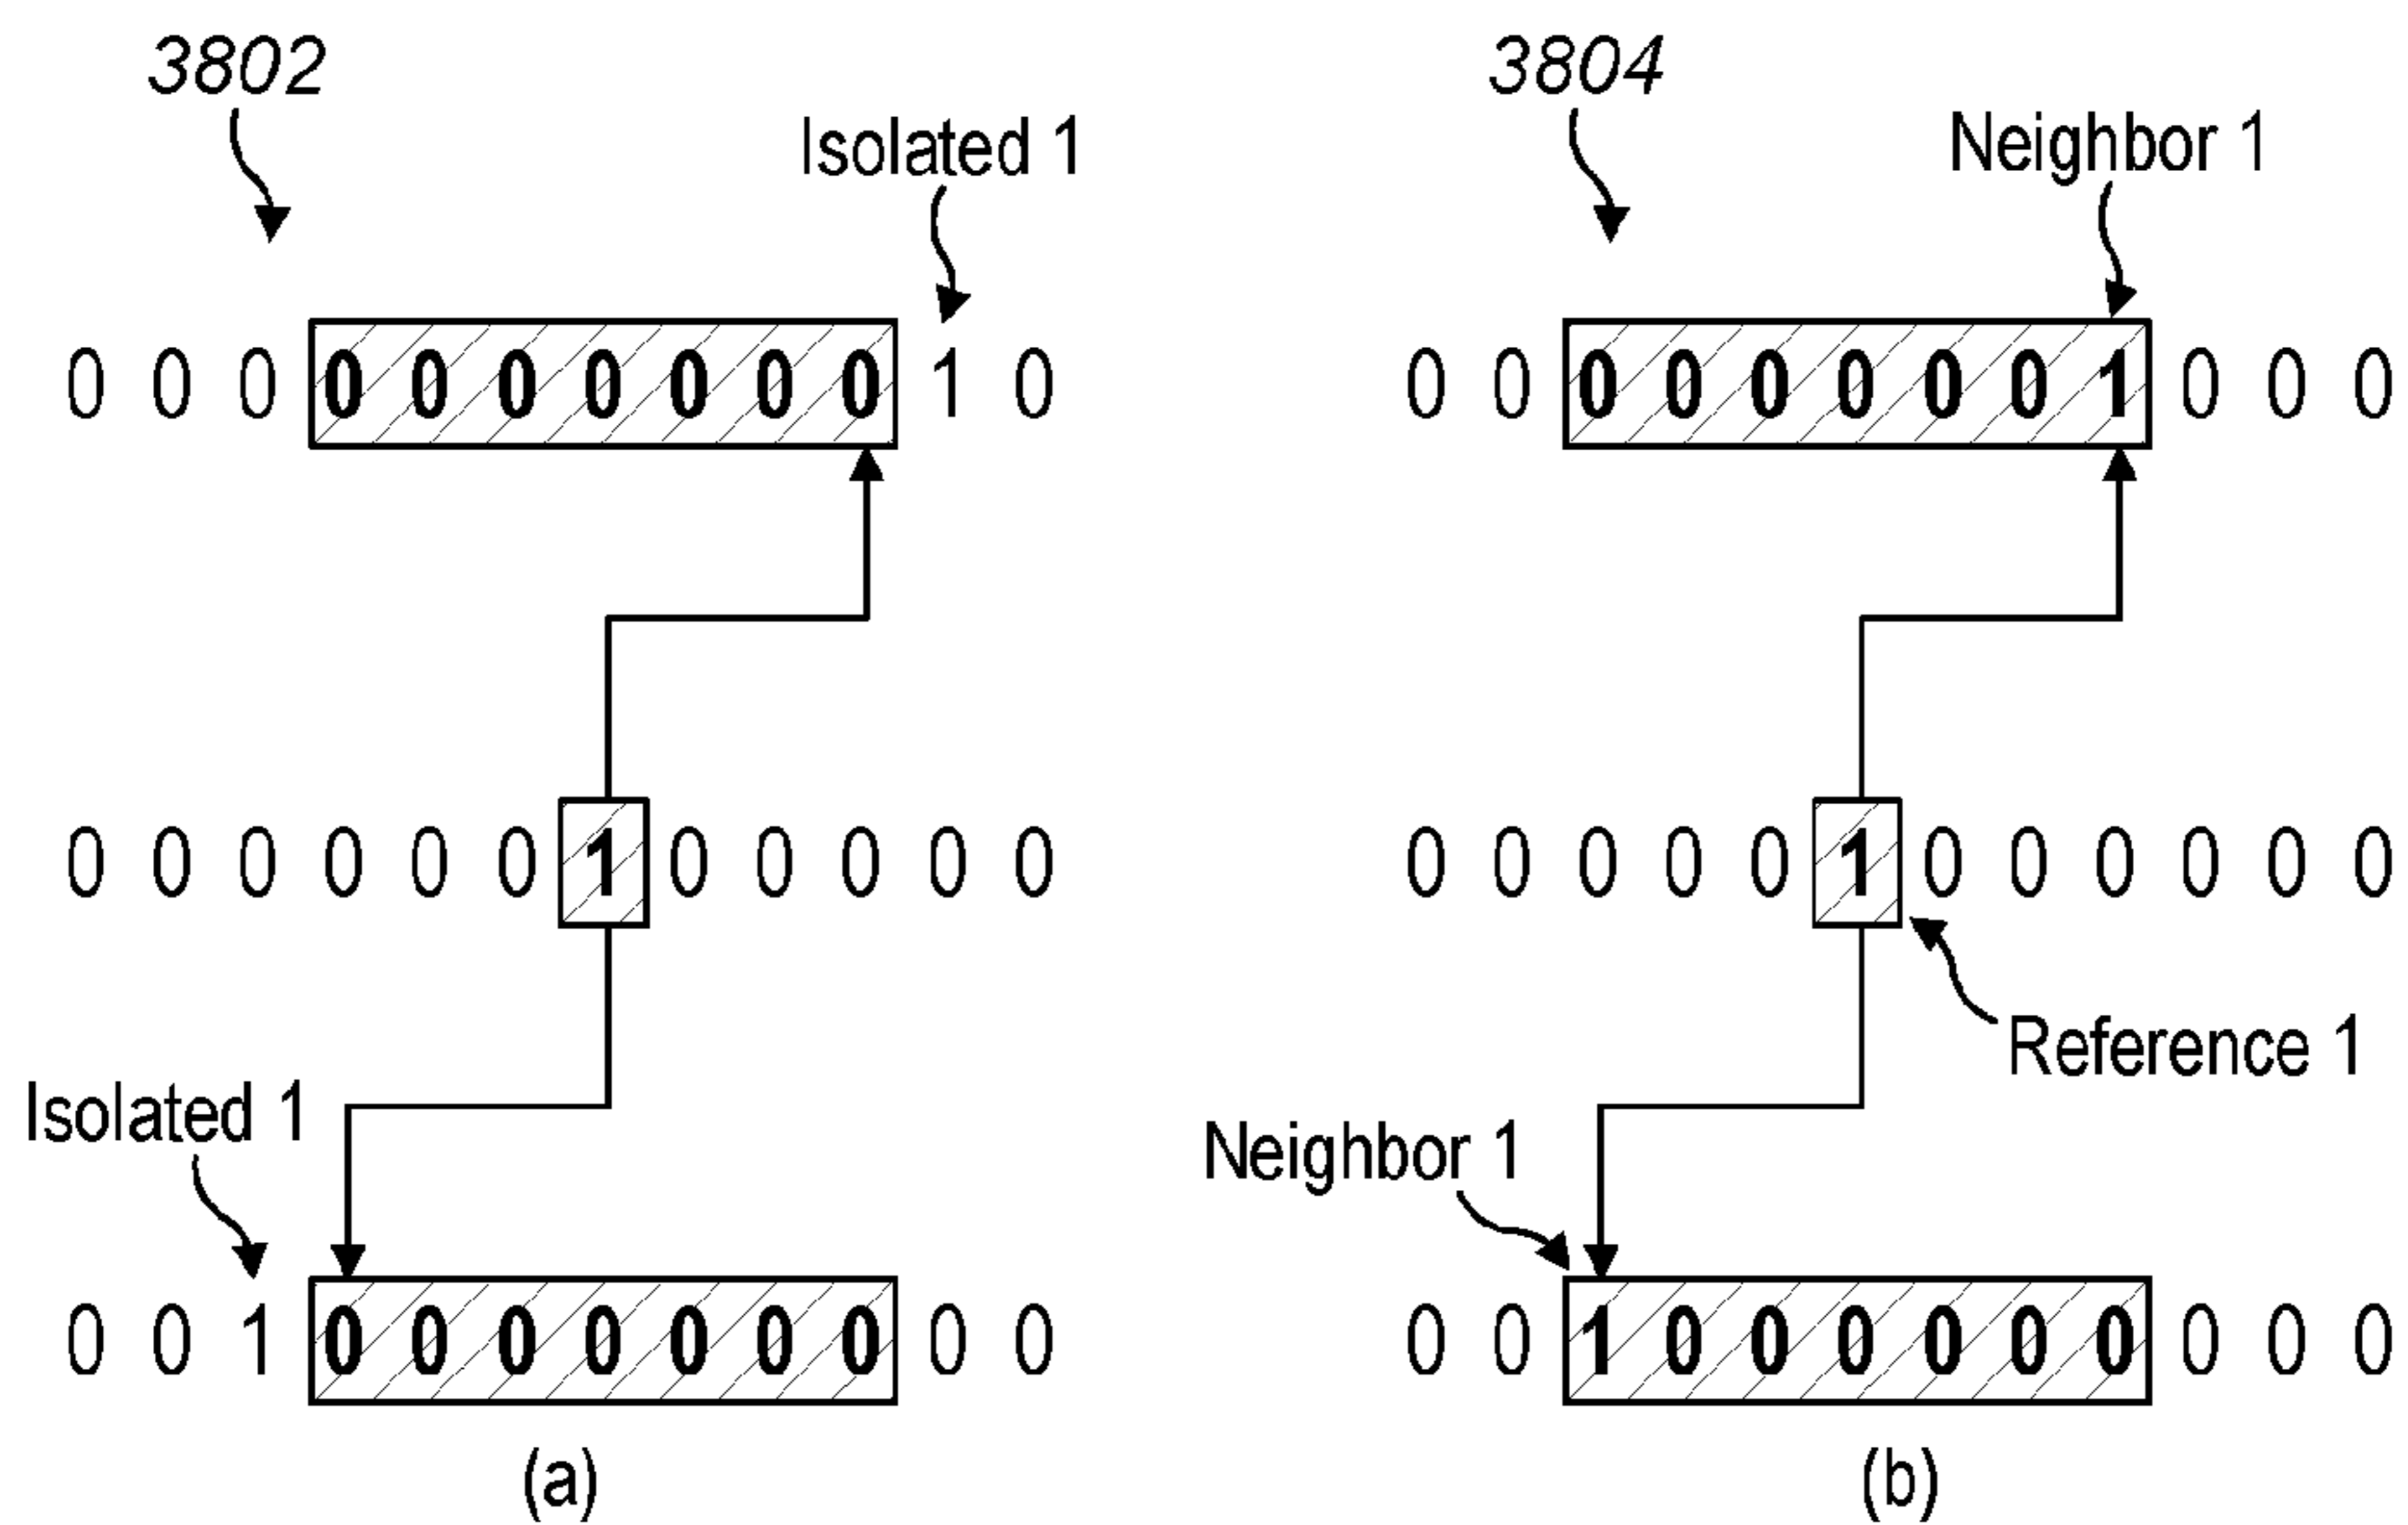 3802
Isolated 1
0 0 0 0 0 0 0 0 0 0 1 0
0 0 0 0 0 0 1 0 0 0 0 0
Isolated 1
0 0 1 0 0 0 0 0 0 0 0 0
(a)
3804
Neighbor 1
0 0 0 0 0 0 0 0 1 0 0 0
0 0 0 0 0 1 0 0 0 0 0 0
Reference 1
Neighbor 1
0 0 1 0 0 0 0 0 0 0 0 0
(b)